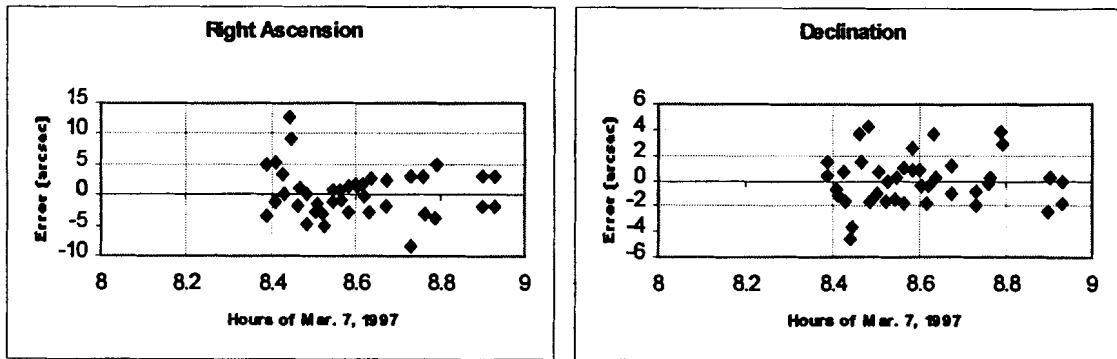 Right Ascension
Error [arcsec]
15
10
5
0
-5
-10
8 8.2 8.4 8.6 8.8 9
Hours of Mar. 7, 1997
Declination
Error [arcsec]
6
4
2
0
-2
-4
-6
8 8.2 8.4 8.6 8.8 9
Hours of Mar. 7, 1997